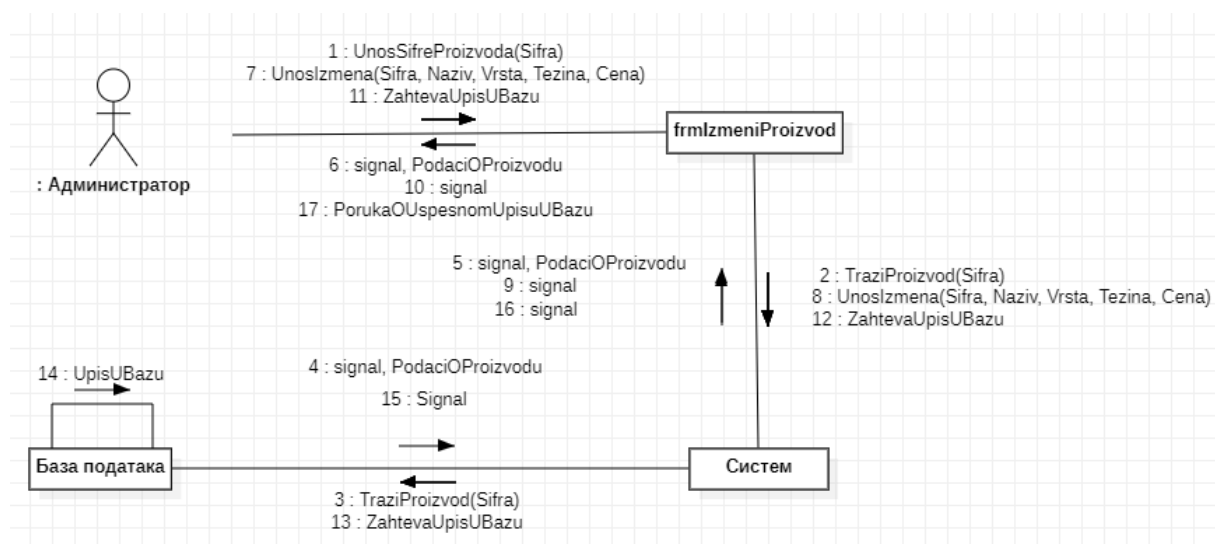 1 : UnosSifreProizvoda(Sifra)
7 : UnosIzmena(Sifra, Naziv, Vrsta, Tezina, Cena)
11 : ZahtevaUpisUBazu
frmIzmeniProizvod
: Администратор
6 : signal, PodaciOProizvodu
10 : signal
17 : PorukaOUspesnomUpisuUBazu
5 : signal, PodaciOProizvodu
9 : signal
16 : signal
2 : TraziProizvod(Sifra)
8 : UnosIzmena(Sifra, Naziv, Vrsta, Tezina, Cena)
12 : ZahtevaUpisUBazu
14 : UpisUBazu
4 : signal, PodaciOProizvodu
15 : Signal
База података
Систем
3 : TraziProizvod(Sifra)
13 : ZahtevaUpisUBazu